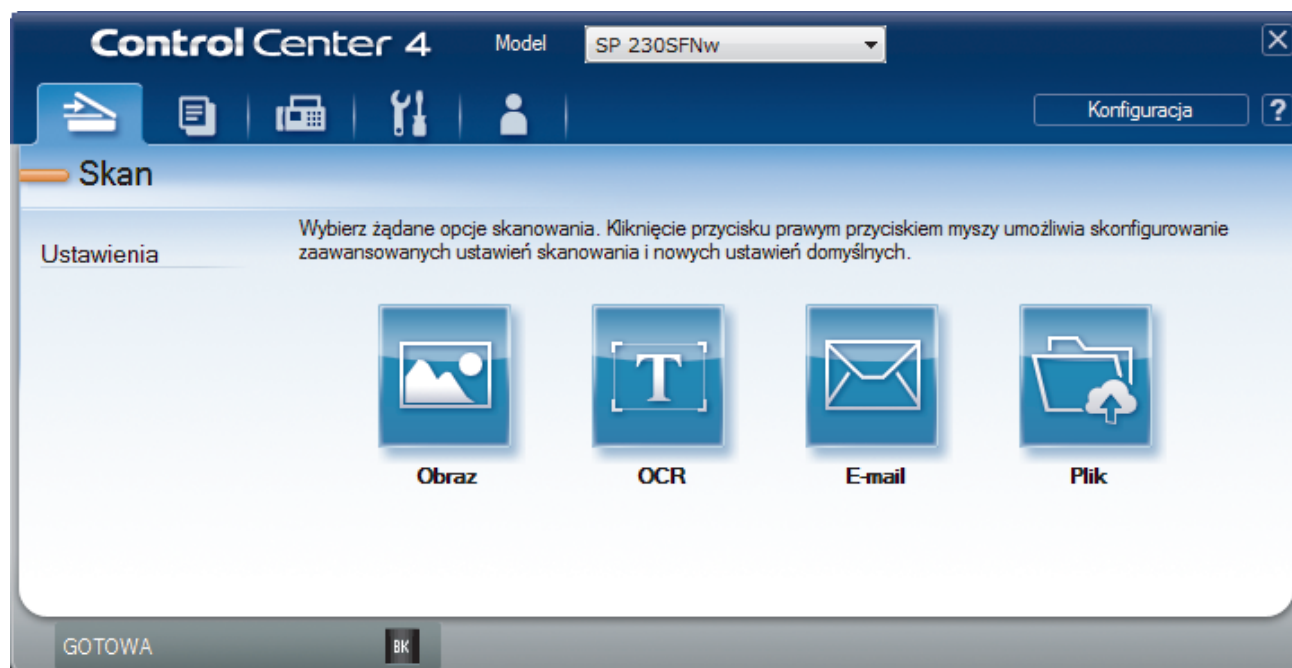 Control Center 4 Model SP 230SFNw
Konfiguracja ?
Skan
Ustawienia
Wybierz żądane opcje skanowania. Kliknięcie przycisku prawym przyciskiem myszy umożliwia skonfigurowanie
zaawansowanych ustawień skanowania i nowych ustawień domyślnych.
T
Obraz OCR E-mail Plik
GOTOWA BK